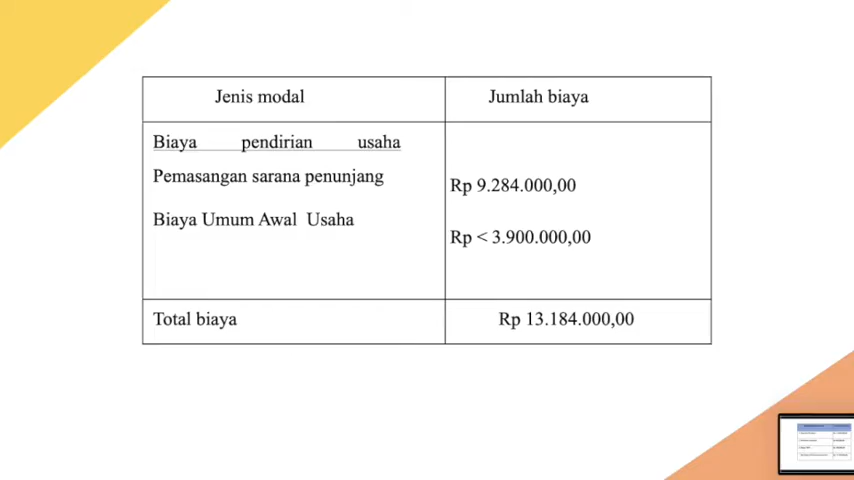 Jenis modal
Jumlah biaya
Biaya pendirian usaha
Pemasangan sarana penunjang
Rp 9.284.000,00
Biaya Umum Awal Usaha
Rp < 3.900.000,00
Total biaya
Rp 13.184.000,00